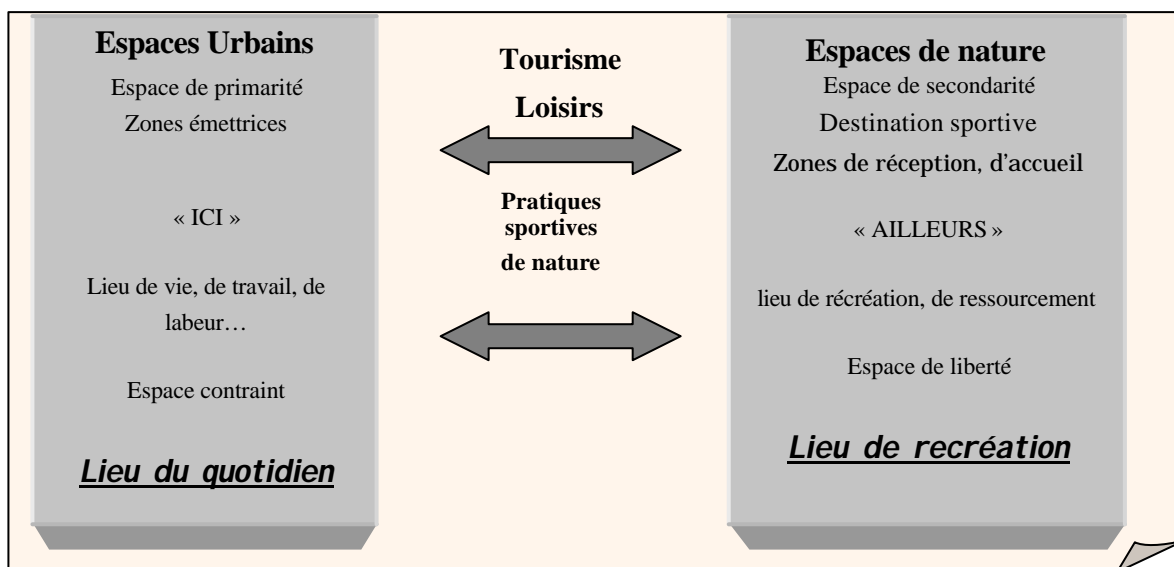 Espaces Urbains
Espace de primarité
Zones émettrices
« ICI »
Lieu de vie, de travail, de
labeur…
Espace contraint
Lieu du quotidien
Tourisme
Loisirs
Pratiques
sportives
de nature
Espaces de nature
Espace de secondarité
Destination sportive
Zones de réception, d'accueil
« AILLEURS »
lieu de récréation, de ressourcement
Espace de liberté
Lieu de recréation